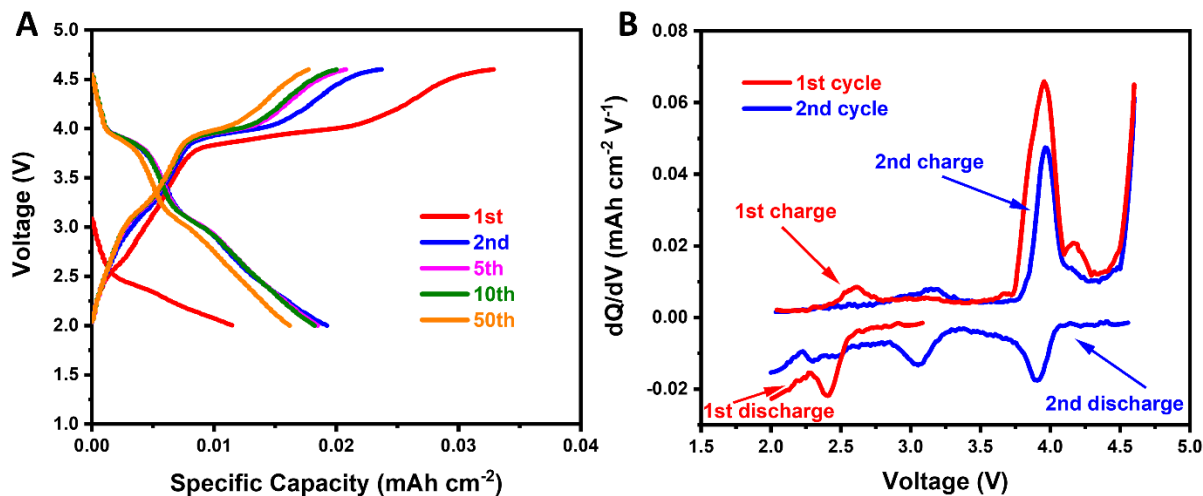 A
5.0
4.5
4.0
3.5
3.0
2.5
2.0
1.5
1.0
Voltage (V)
0.00
0.01
0.02
0.03
0.04
Specific Capacity (mAh cm⁻²)
1st
2nd
5th
10th
50th
B
0.08
0.06
0.04
0.02
0.00
-0.02
dQ/dV (mAh cm⁻² V⁻¹)
1st cycle
2nd cycle
2nd charge
1st charge
1st discharge
2nd discharge
1.5
2.0
2.5
3.0
3.5
4.0
4.5
5.0
Voltage (V)